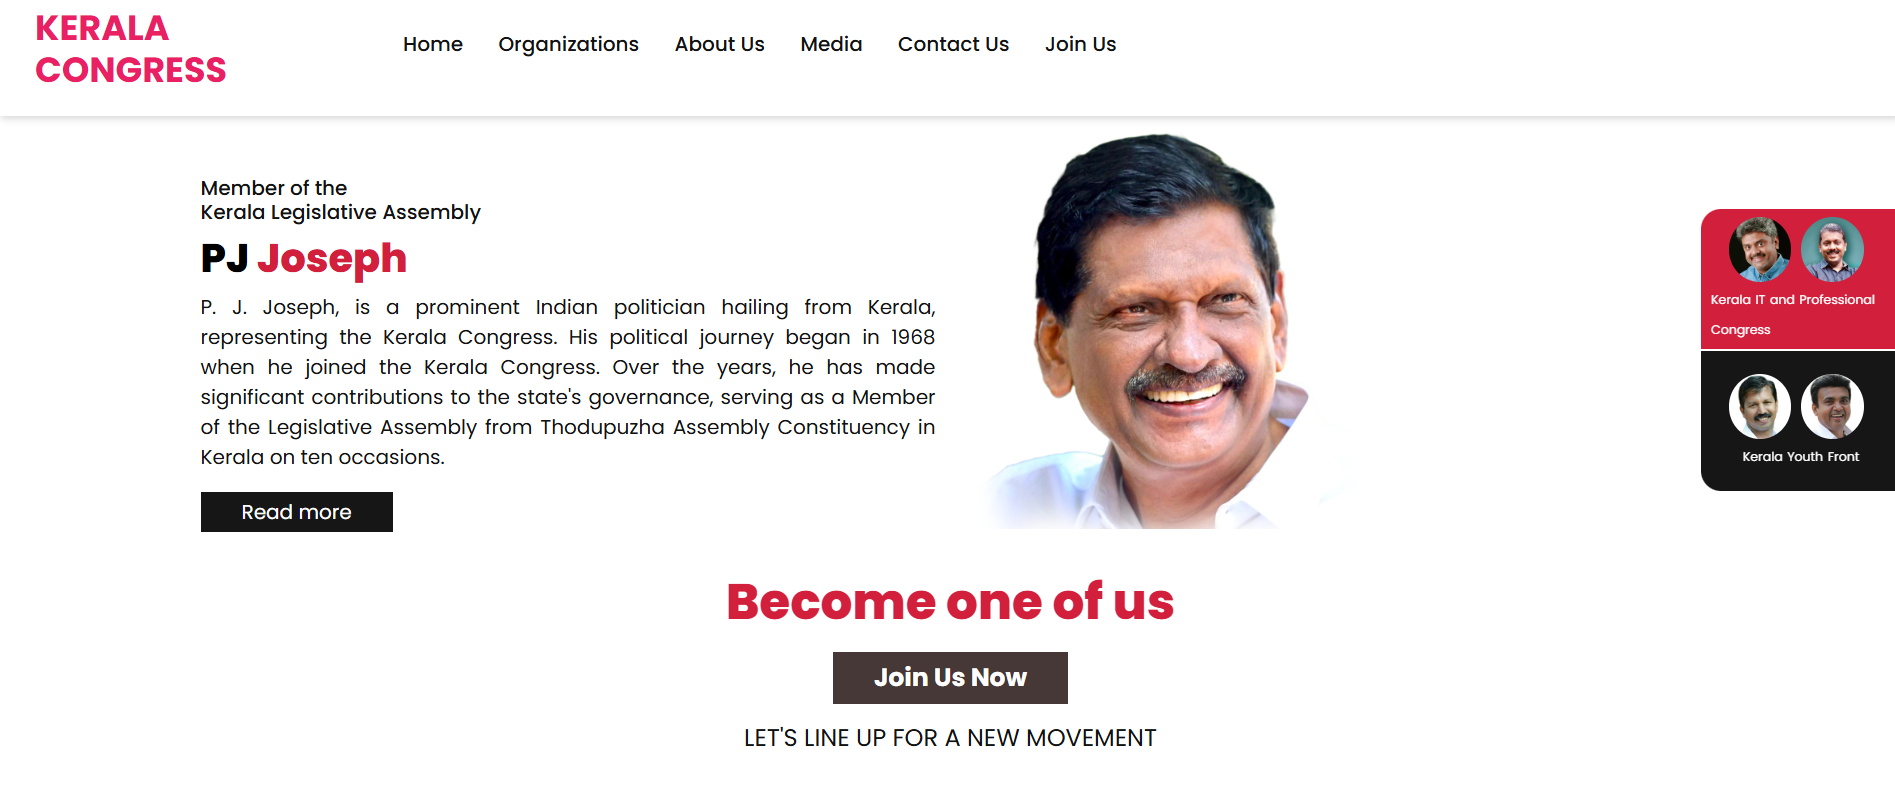 KERALA
CONGRESS
Home Organizations About Us Media Contact Us Join Us
Member of the
Kerala Legislative Assembly
PJ Joseph
P. J. Joseph, is a prominent Indian politician hailing from Kerala,
representing the Kerala Congress. His political journey began in 1968
when he joined the Kerala Congress. Over the years, he has made
significant contributions to the state's governance, serving as a Member
of the Legislative Assembly from Thodupuzha Assembly Constituency in
Kerala on ten occasions.
Read more
Kerala IT and Professional
Congress
Kerala Youth Front
Become one of us
Join Us Now
LET'S LINE UP FOR A NEW MOVEMENT